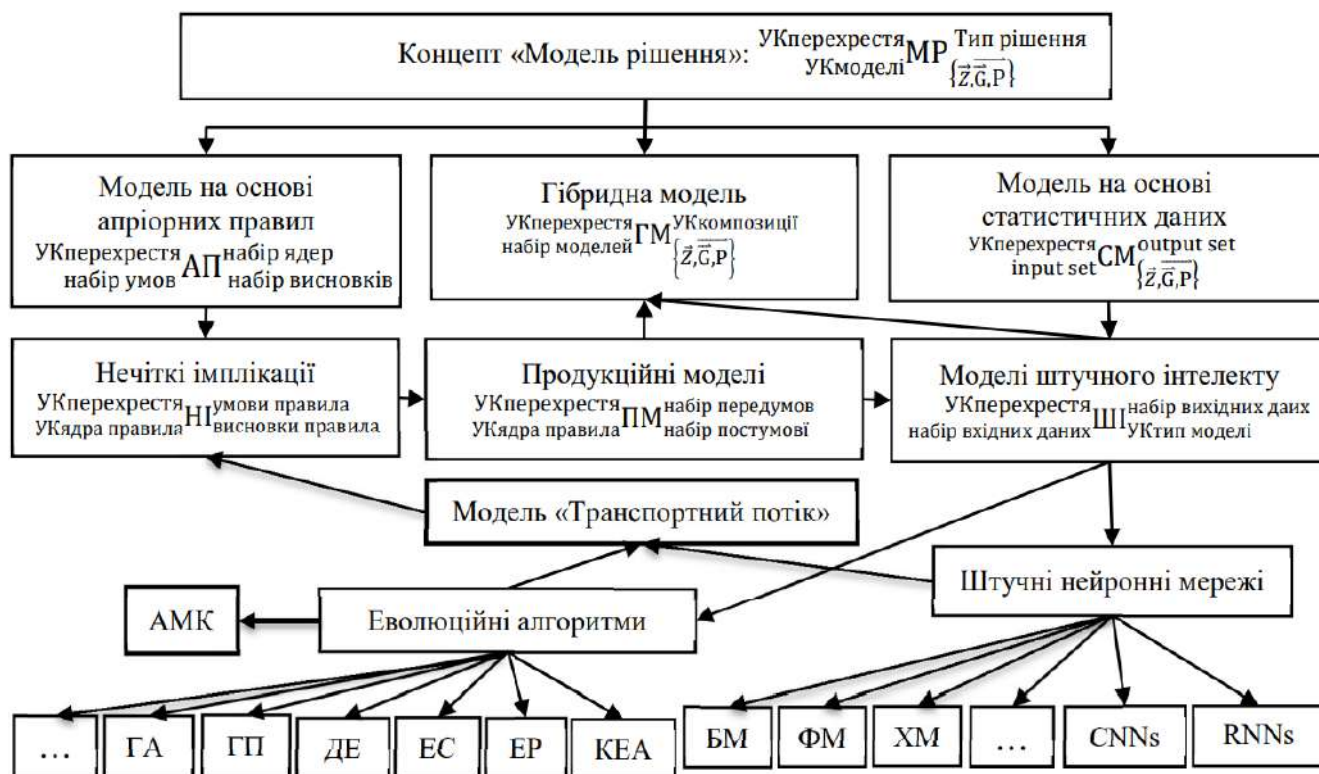 Концепт «Модель рішення»: УКперехрестя УКмоделі МР Тип рішення {Z⃗,G⃗,P⃗}
Модель на основі
апріорних правил
УКперехрестя набір умов АП набір ядер набір висновків
Гібридна модель
УКперехрестя набір моделей ГМ УКкомпозиції {Z⃗,G⃗,P⃗}
Модель на основі
статистичних даних
УКперехрестя input set СМ output set {Z⃗,G⃗,P⃗}
Нечіткі імплікації
УКперехрестя УКядра правила НІ умови правила висновки правила
Продукційні моделі
УКперехрестя УКядра правила ПМ набір передумов набір постумові
Моделі штучного інтелекту
УКперехрестя набір вхідних даних ШІ набір вихідних даих УКтип моделі
Модель «Транспортний потік»
Штучні нейронні мережі
АМК
Еволюційні алгоритми
...
ГА
ГП
ДЕ
ЕС
ЕР
КЕА
БМ
ФМ
ХМ
...
CNNs
RNNs